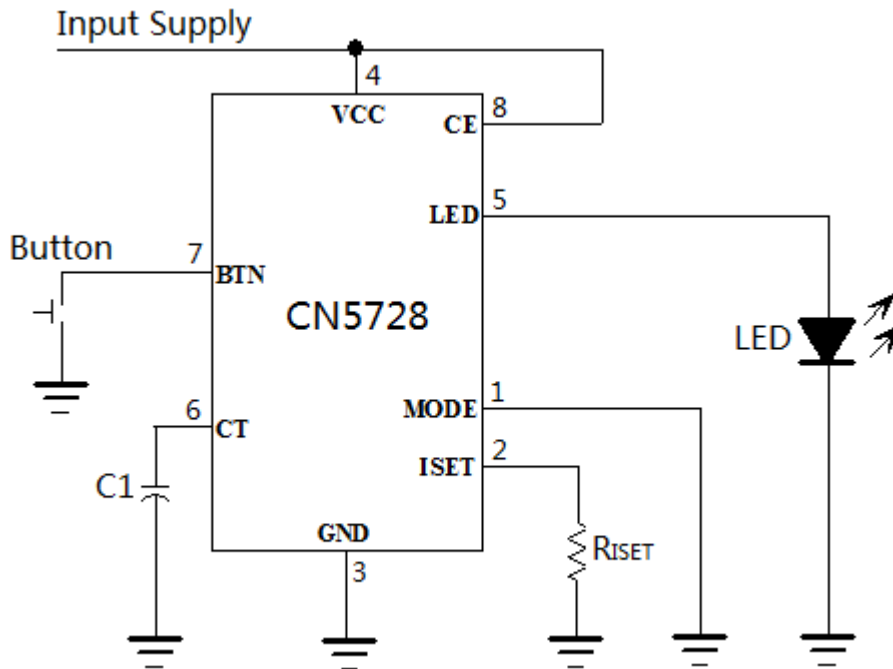 Input Supply
4
VCC
8
CE
5
LED
Button
7
BTN
CN5728
LED
1
MODE
6
CT
2
ISET
C1
GND
3
RISET